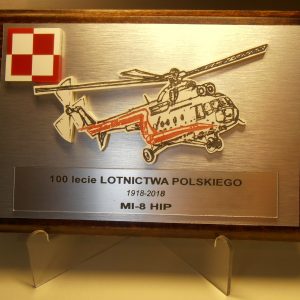 100 lecie LOTNICTWA POLSKIEGO
1918-2018
MI-8 HIP